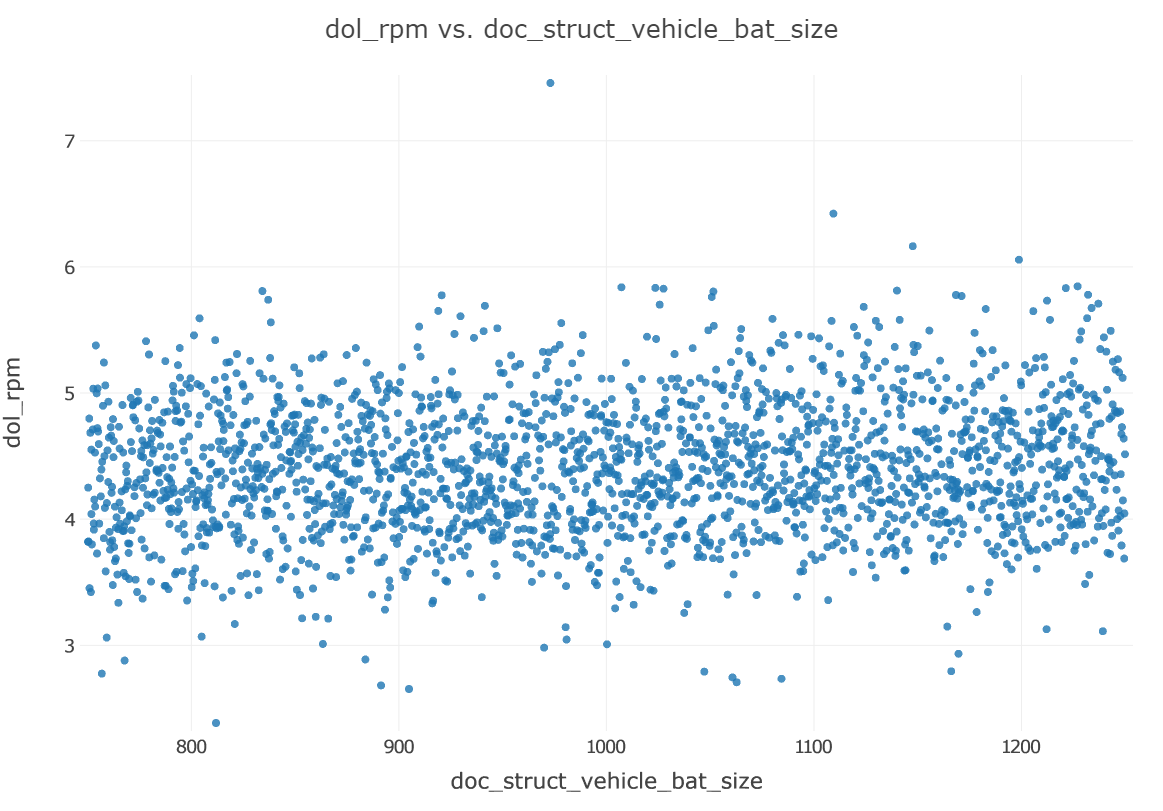 dol_rpm vs. doc_struct_vehicle_bat_size
7
6
5
4
3
dol_rpm
800 900 1000 1100 1200
doc_struct_vehicle_bat_size